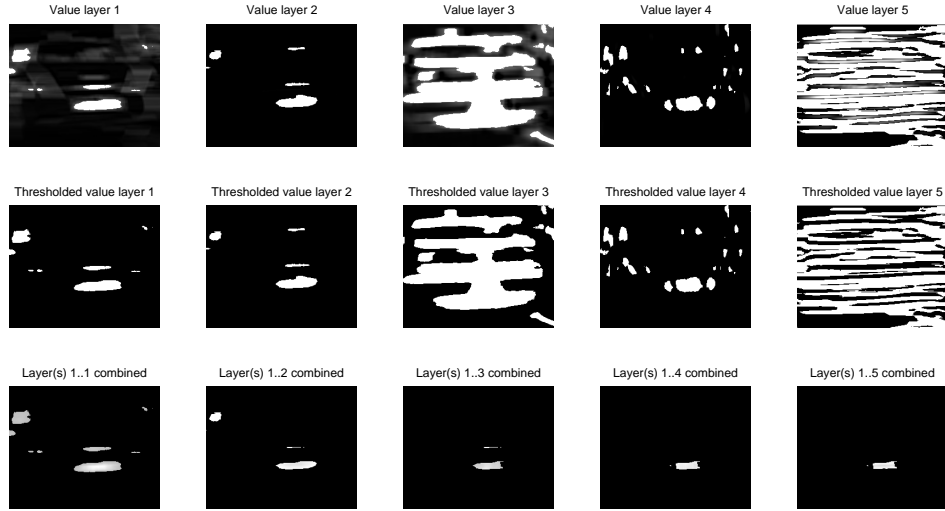 Value layer 1
Value layer 2
Value layer 3
Value layer 4
Value layer 5
Thresholded value layer 1
Thresholded value layer 2
Thresholded value layer 3
Thresholded value layer 4
Thresholded value layer 5
Layer(s) 1..1 combined
Layer(s) 1..2 combined
Layer(s) 1..3 combined
Layer(s) 1..4 combined
Layer(s) 1..5 combined